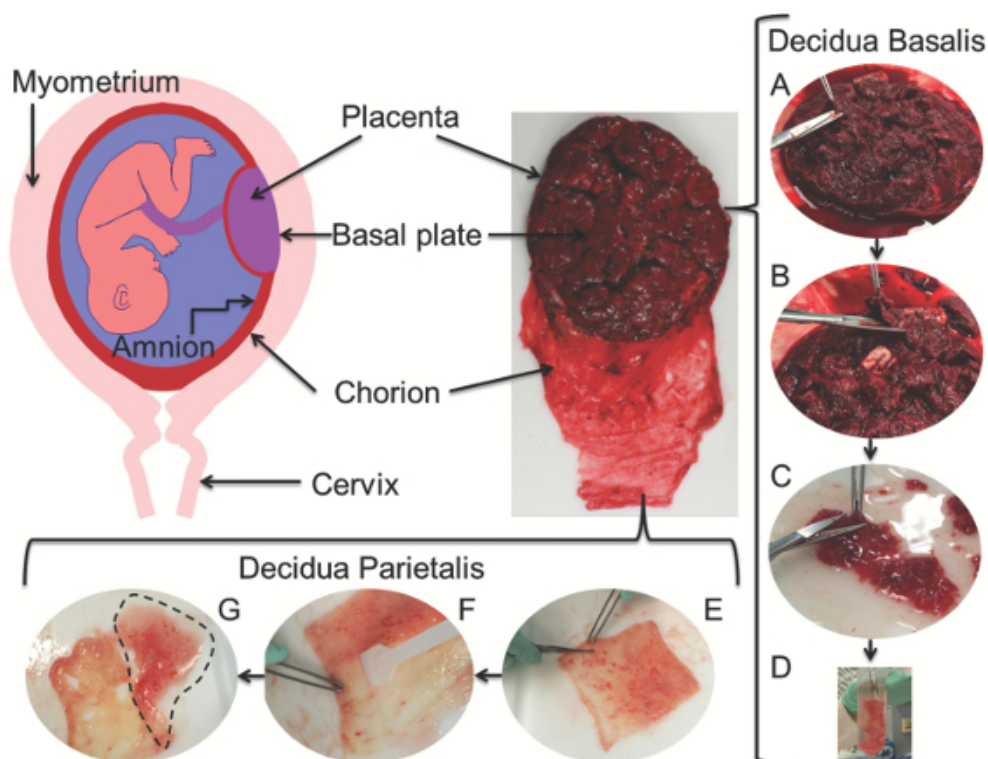 Decidua Basalis
Myometrium
A
Placenta
Basal plate
B
Amnion
Chorion
C
Cervix
Decidua Parietalis
G
F
E
D